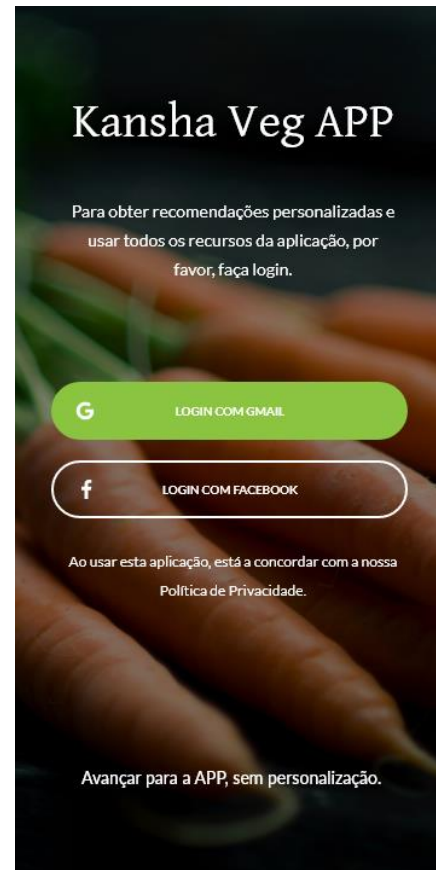 Kansha Veg APP
Para obter recomendações personalizadas e
usar todos os recursos da aplicação, por
favor, faça login.
G LOGIN COM GMAIL
f LOGIN COM FACEBOOK
Ao usar esta aplicação, está a concordar com a nossa
Política de Privacidade.
Avançar para a APP, sem personalização.